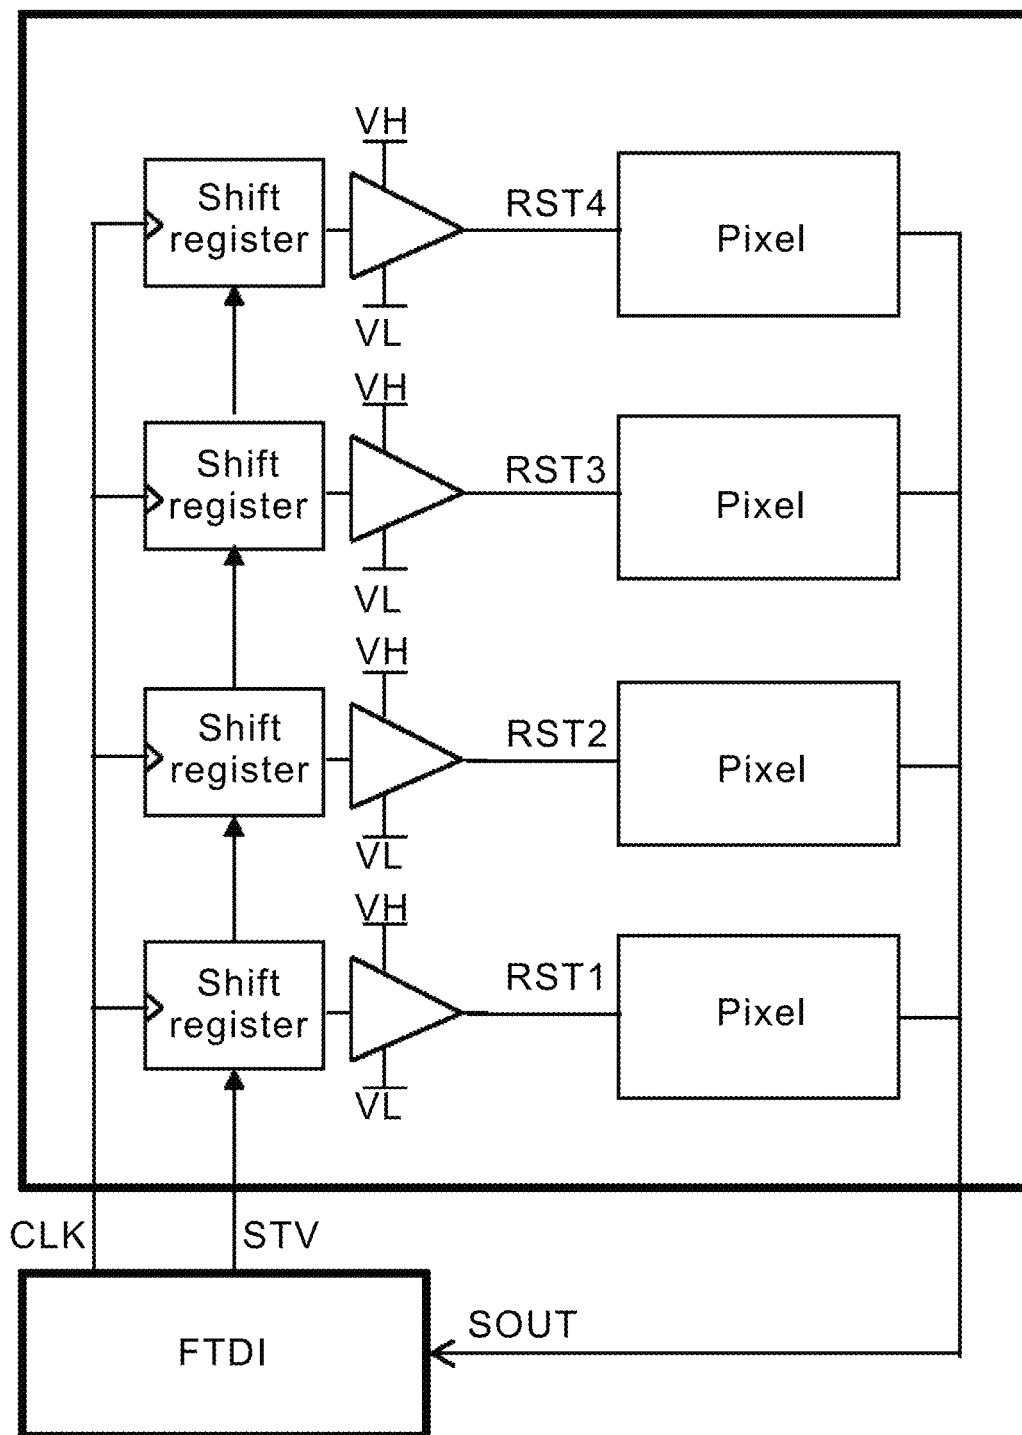 VH
Shift
register
RST4
Pixel
VL
VH
Shift
register
RST3
Pixel
VL
VH
Shift
register
RST2
Pixel
VL
VH
Shift
register
RST1
Pixel
VL
CLK
STV
FTDI
SOUT